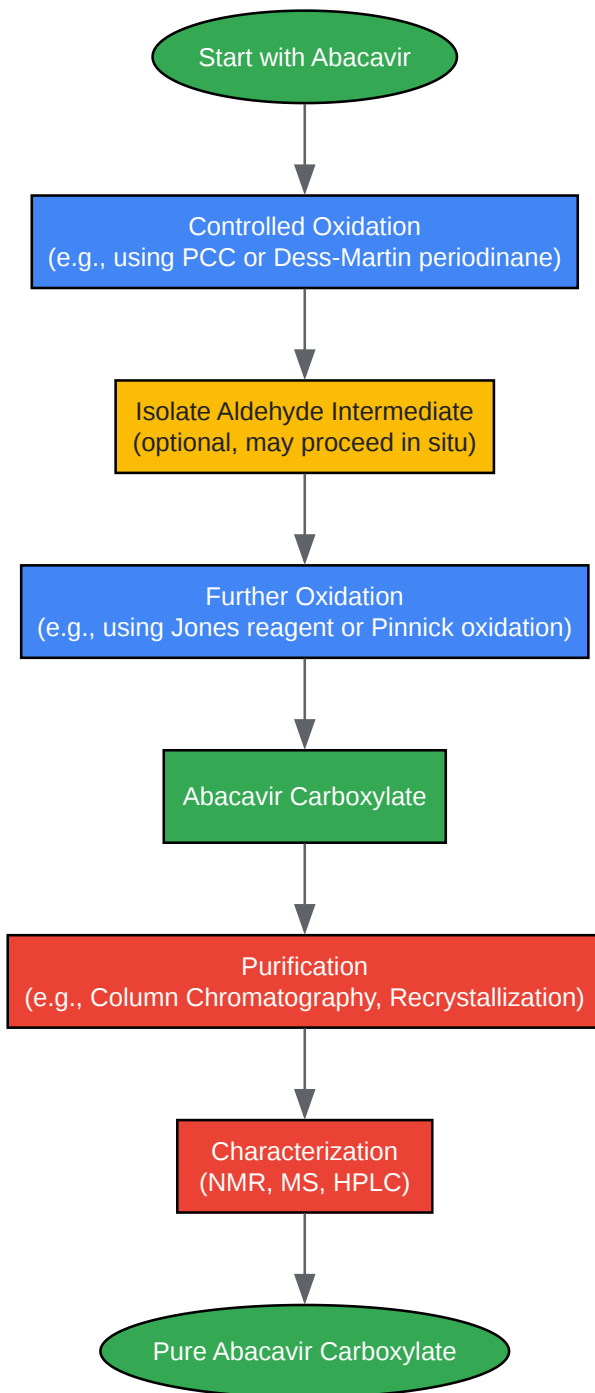 Start with Abacavir
Controlled Oxidation
(e.g., using PCC or Dess-Martin periodinane)
Isolate Aldehyde Intermediate
(optional, may proceed in situ)
Further Oxidation
(e.g., using Jones reagent or Pinnick oxidation)
Abacavir Carboxylate
Purification
(e.g., Column Chromatography, Recrystallization)
Characterization
(NMR, MS, HPLC)
Pure Abacavir Carboxylate